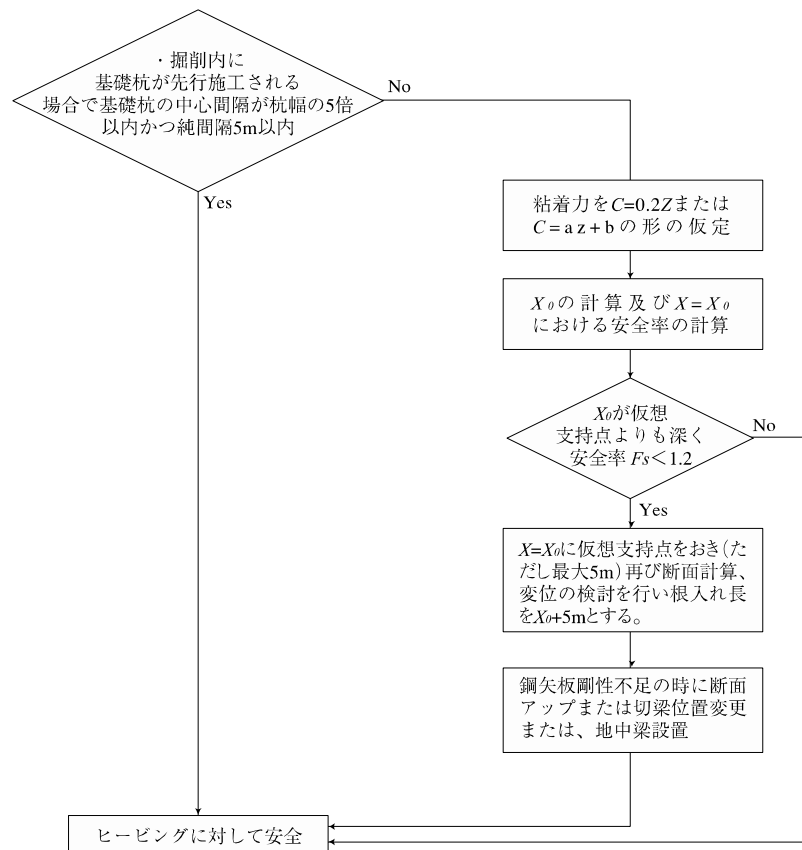 ・掘削内に
基礎杭が先行施工される
場合で基礎杭の中心間隔が杭幅の5倍
以内かつ純間隔5m以内
No
Yes
粘着力をC=0.2Zまたは
C=az+bの形の仮定
X₀の計算及びX=X₀
における安全率の計算
X₀が仮想
支持点よりも深く
安全率 Fs＜1.2
No
Yes
X=X₀に仮想支持点をおき（た
だし最大5m）再び断面計算、
変位の検討を行い根入れ長
をX₀+5mとする。
鋼矢板剛性不足の時に断面
アップまたは切梁位置変更
または、地中梁設置
ヒービングに対して安全